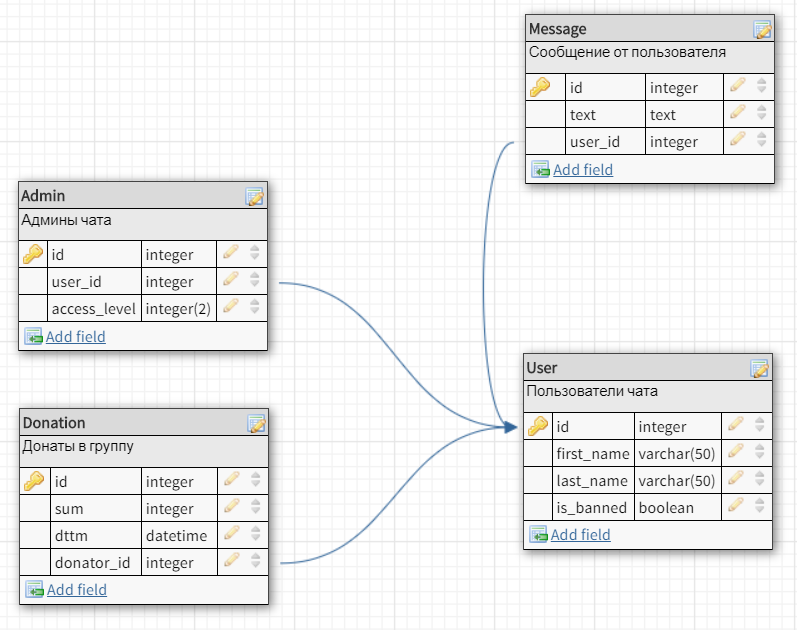 Message
Сообщение от пользователя
id integer
text text
user_id integer
Add field
Admin
Админы чата
id integer
user_id integer
access_level integer(2)
Add field
Donation
Донаты в группу
id integer
sum integer
dttm datetime
donator_id integer
Add field
User
Пользователи чата
id integer
first_name varchar(50)
last_name varchar(50)
is_banned boolean
Add field